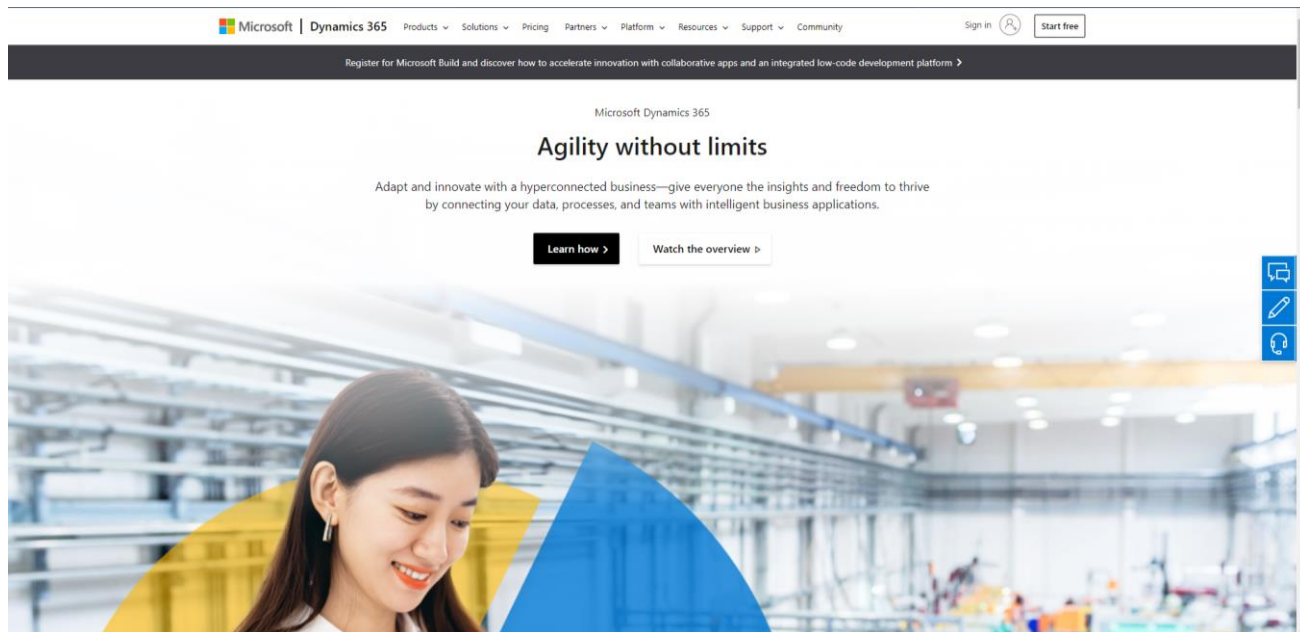 Microsoft | Dynamics 365 Products Solutions Pricing Partners Platform Resources Support Community Sign in Start free
Register for Microsoft Build and discover how to accelerate innovation with collaborative apps and an integrated low-code development platform
Microsoft Dynamics 365
Agility without limits
Adapt and innovate with a hyperconnected business—give everyone the insights and freedom to thrive
by connecting your data, processes, and teams with intelligent business applications.
Learn how Watch the overview